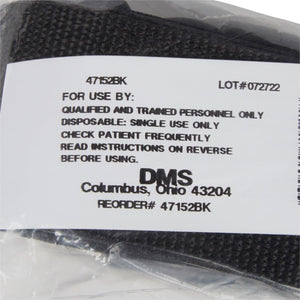 47152BK LOT# 072722
FOR USE BY:
QUALIFIED AND TRAINED PERSONNEL ONLY
DISPOSABLE: SINGLE USE ONLY
CHECK PATIENT FREQUENTLY
READ INSTRUCTIONS ON REVERSE
BEFORE USING.
DMS
Columbus, Ohio 43204
REORDER# 47152BK